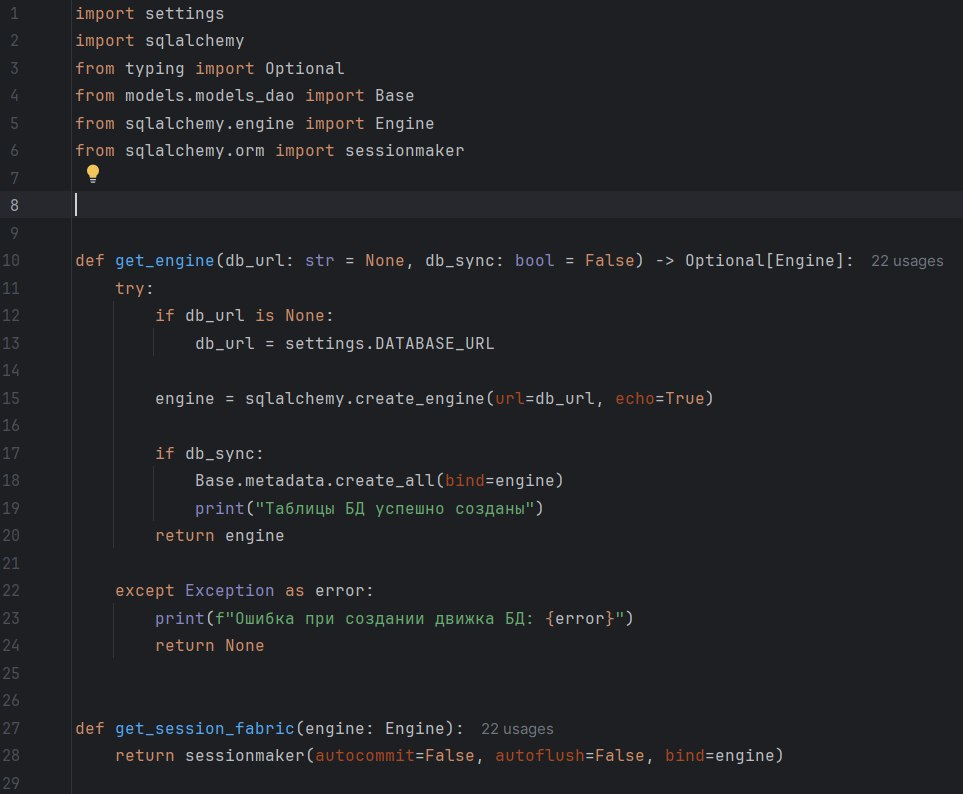 1 import settings
2 import sqlalchemy
3 from typing import Optional
4 from models.models_dao import Base
5 from sqlalchemy.engine import Engine
6 from sqlalchemy.orm import sessionmaker
7
8
9
10 def get_engine(db_url: str = None, db_sync: bool = False) -> Optional[Engine]: 22 usages
11     try:
12         if db_url is None:
13             db_url = settings.DATABASE_URL
14
15         engine = sqlalchemy.create_engine(url=db_url, echo=True)
16
17         if db_sync:
18             Base.metadata.create_all(bind=engine)
19             print("Таблицы БД успешно созданы")
20         return engine
21
22     except Exception as error:
23         print(f"Ошибка при создании движка БД: {error}")
24         return None
25
26
27 def get_session_fabric(engine: Engine): 22 usages
28     return sessionmaker(autocommit=False, autoflush=False, bind=engine)
29